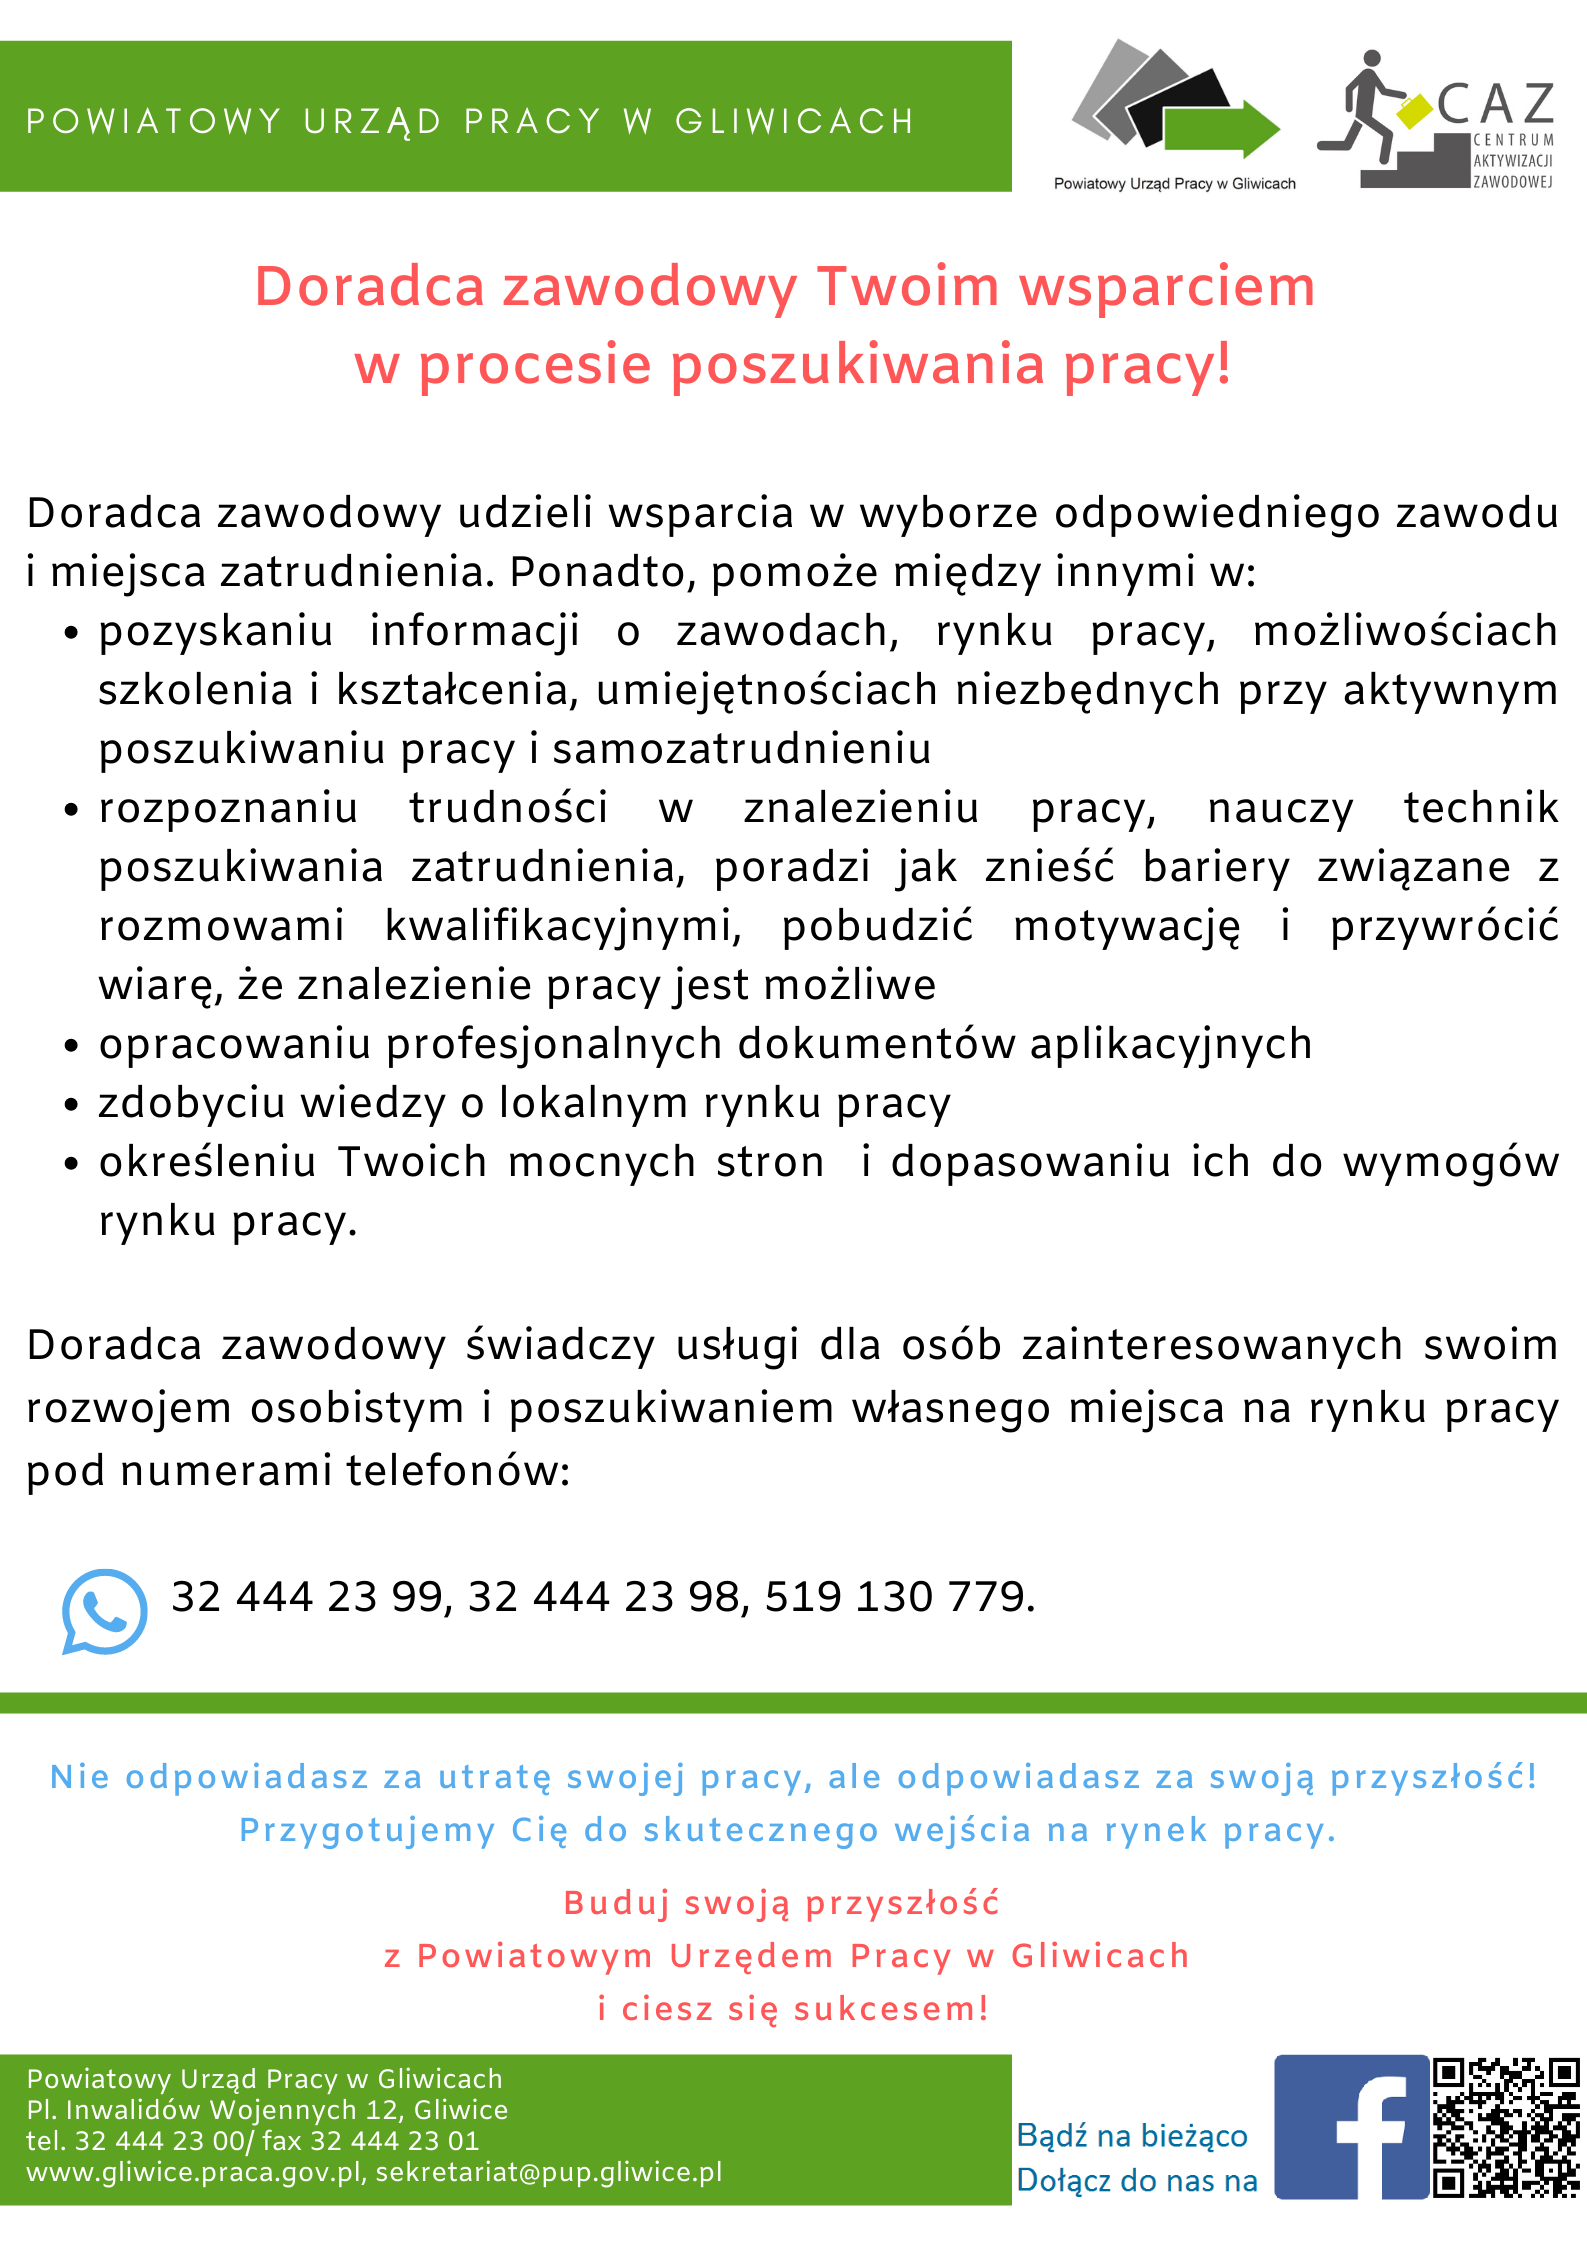 POWIATOWY URZĄD PRACY W GLIWICACH
Powiatowy Urząd Pracy w Gliwicach
CAZ
CENTRUM
AKTYWIZACJI
ZAWODOWEJ
Doradca zawodowy Twoim wsparciem
w procesie poszukiwania pracy!
Doradca zawodowy udzieli wsparcia w wyborze odpowiedniego zawodu
i miejsca zatrudnienia. Ponadto, pomoże między innymi w:
• pozyskaniu informacji o zawodach, rynku pracy, możliwościach
szkolenia i kształcenia, umiejętnościach niezbędnych przy aktywnym
poszukiwaniu pracy i samozatrudnieniu
• rozpoznaniu trudności w znalezieniu pracy, nauczy technik
poszukiwania zatrudnienia, poradzi jak znieść bariery związane z
rozmowami kwalifikacyjnymi, pobudzić motywację i przywrócić
wiarę, że znalezienie pracy jest możliwe
• opracowaniu profesjonalnych dokumentów aplikacyjnych
• zdobyciu wiedzy o lokalnym rynku pracy
• określeniu Twoich mocnych stron i dopasowaniu ich do wymogów
rynku pracy.
Doradca zawodowy świadczy usługi dla osób zainteresowanych swoim
rozwojem osobistym i poszukiwaniem własnego miejsca na rynku pracy
pod numerami telefonów:
32 444 23 99, 32 444 23 98, 519 130 779.
Nie odpowiadasz za utratę swojej pracy, ale odpowiadasz za swoją przyszłość!
Przygotujemy Cię do skutecznego wejścia na rynek pracy.
Buduj swoją przyszłość
z Powiatowym Urzędem Pracy w Gliwicach
i ciesz się sukcesem!
Powiatowy Urząd Pracy w Gliwicach
Pl. Inwalidów Wojennych 12, Gliwice
tel. 32 444 23 00/ fax 32 444 23 01
www.gliwice.praca.gov.pl, sekretariat@pup.gliwice.pl
Bądź na bieżąco
Dołącz do nas na